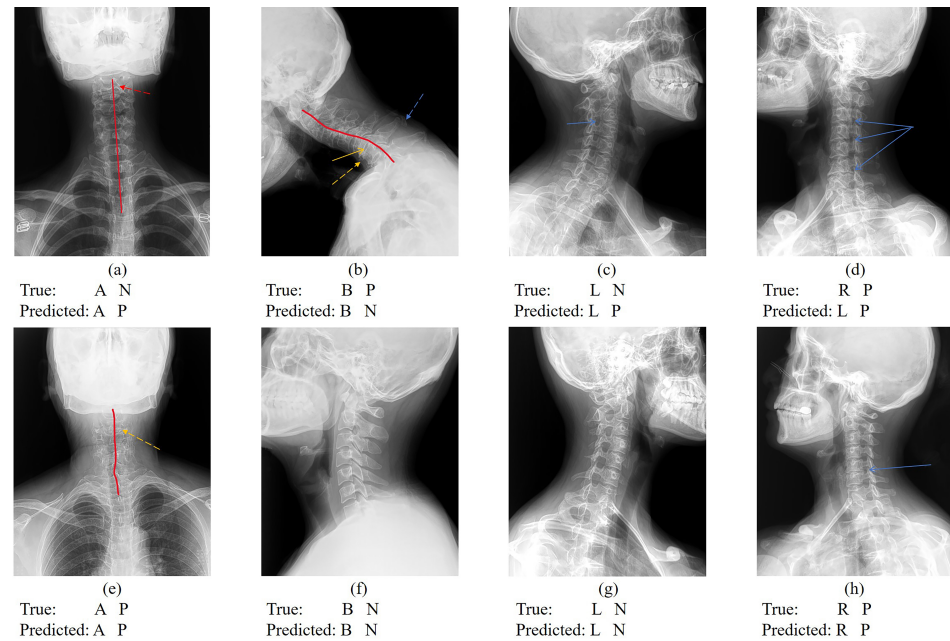 (a) (b) (c) (d)
True: A N True: B P True: L N True: R P
Predicted: A P Predicted: B N Predicted: L P Predicted: L P
(e) (f) (g) (h)
True: A P True: B N True: L N True: R P
Predicted: A P Predicted: B N Predicted: L N Predicted: R P